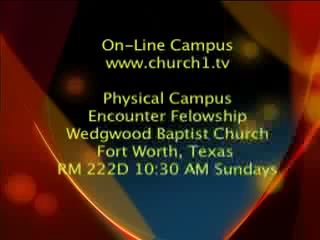 On-Line Campus
www.church1.tv
Physical Campus
Encounter Felowship
Wedgwood Baptist Church
Fort Worth, Texas
RM 222D 10:30 AM Sundays